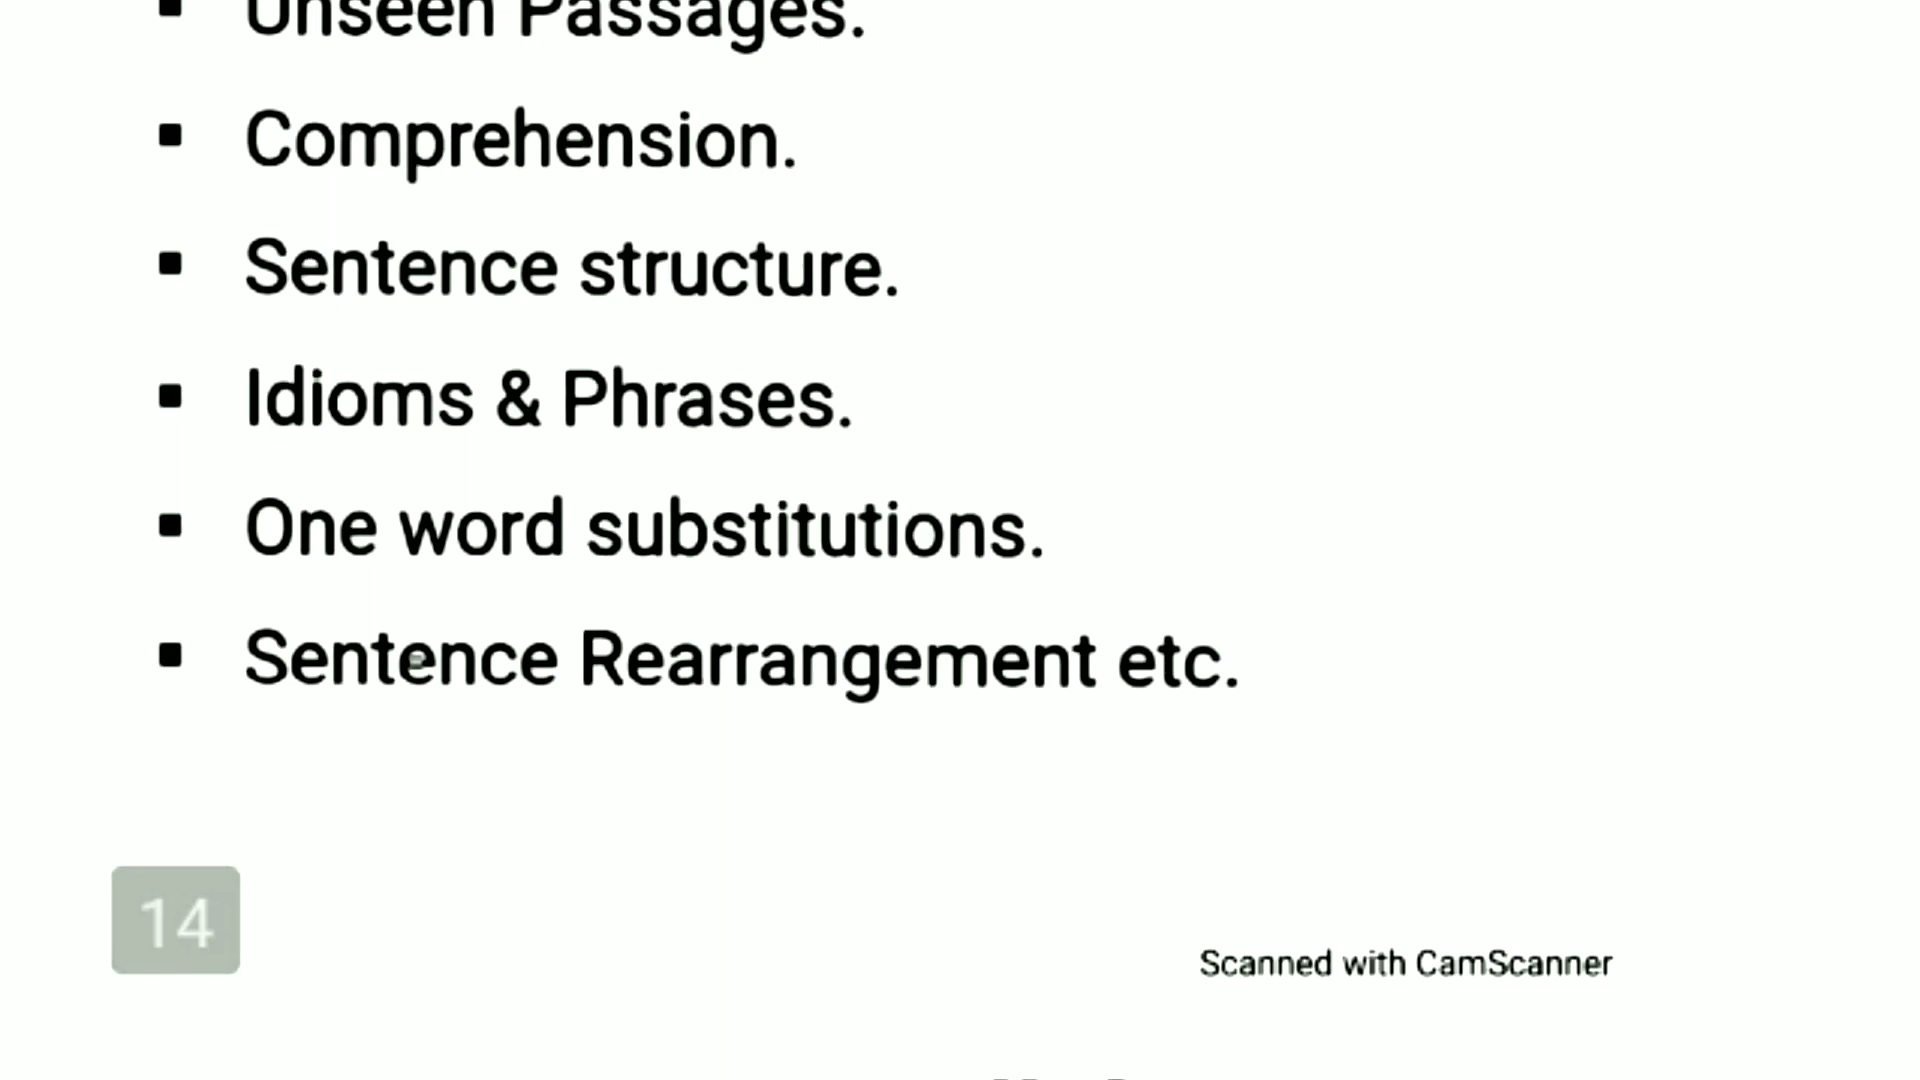 ▪ Unseen Passages.
▪ Comprehension.
▪ Sentence structure.
▪ Idioms & Phrases.
▪ One word substitutions.
▪ Sentence Rearrangement etc.
14
Scanned with CamScanner